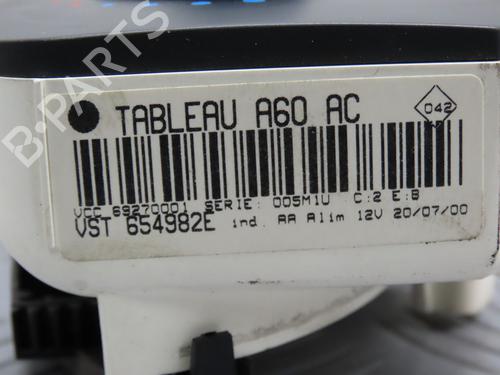 B-PARTS
TABLEAU A60 AC
042
VCC 69270001 SERIE: 005M1U C:2 E:8
VST 654982E ind. AA Alim 12V 20/07/00